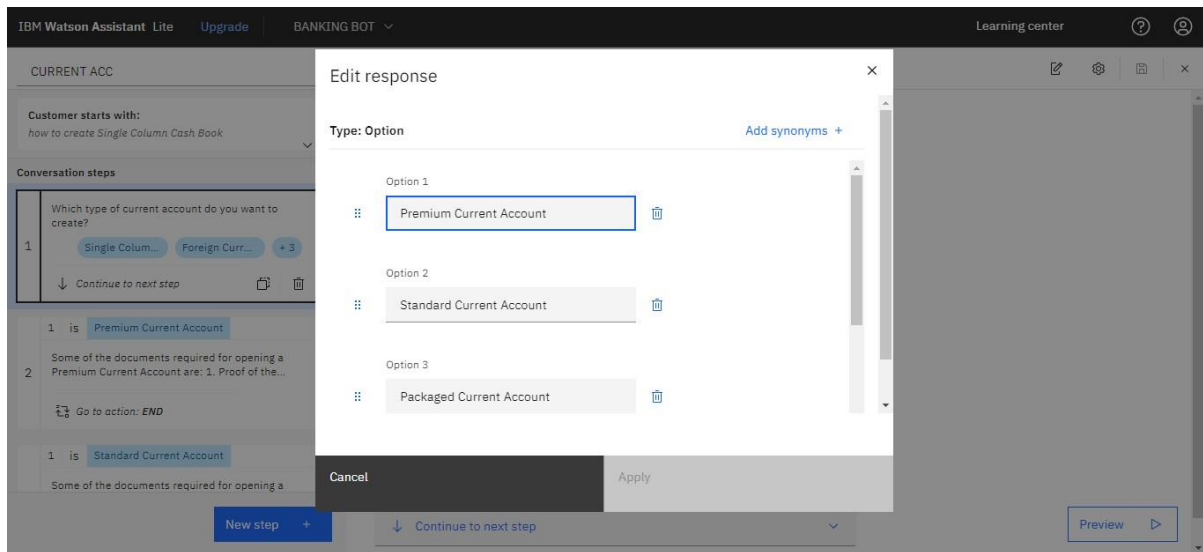 IBM Watson Assistant Lite Upgrade BANKING BOT Learning center
CURRENT ACC
Customer starts with:
how to create Single Column Cash Book
Conversation steps
1
Which type of current account do you want to
create?
Single Colum... Foreign Curr... + 3
Continue to next step
1 is Premium Current Account
2
Some of the documents required for opening a
Premium Current Account are: 1. Proof of the...
Go to action: END
1 is Standard Current Account
Some of the documents required for opening a
New step +
Edit response
Type: Option
Add synonyms +
Option 1
Premium Current Account
Option 2
Standard Current Account
Option 3
Packaged Current Account
Cancel
Apply
Continue to next step
Preview